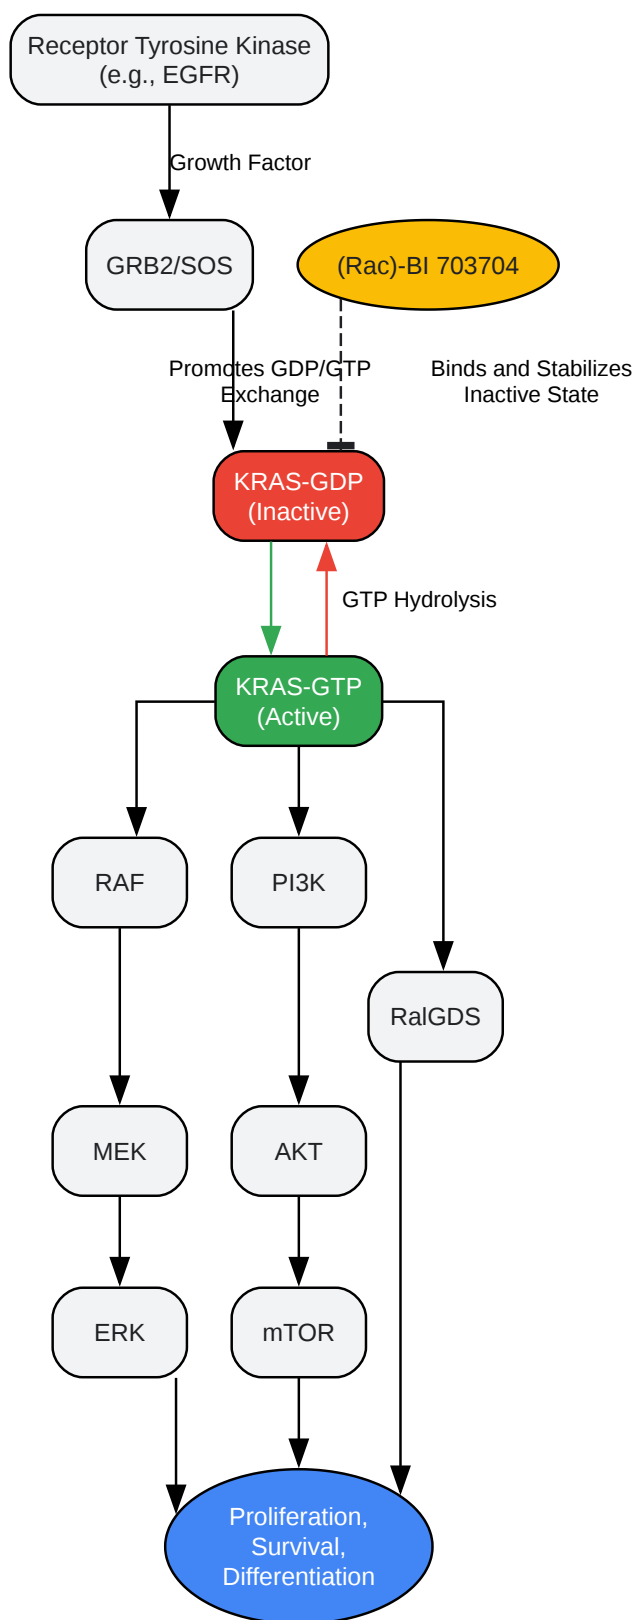 Receptor Tyrosine Kinase
(e.g., EGFR)
Growth Factor
GRB2/SOS
(Rac)-BI 703704
Promotes GDP/GTP
Exchange
Binds and Stabilizes
Inactive State
KRAS-GDP
(Inactive)
GTP Hydrolysis
KRAS-GTP
(Active)
RAF
PI3K
RalGDS
MEK
AKT
ERK
mTOR
Proliferation,
Survival,
Differentiation